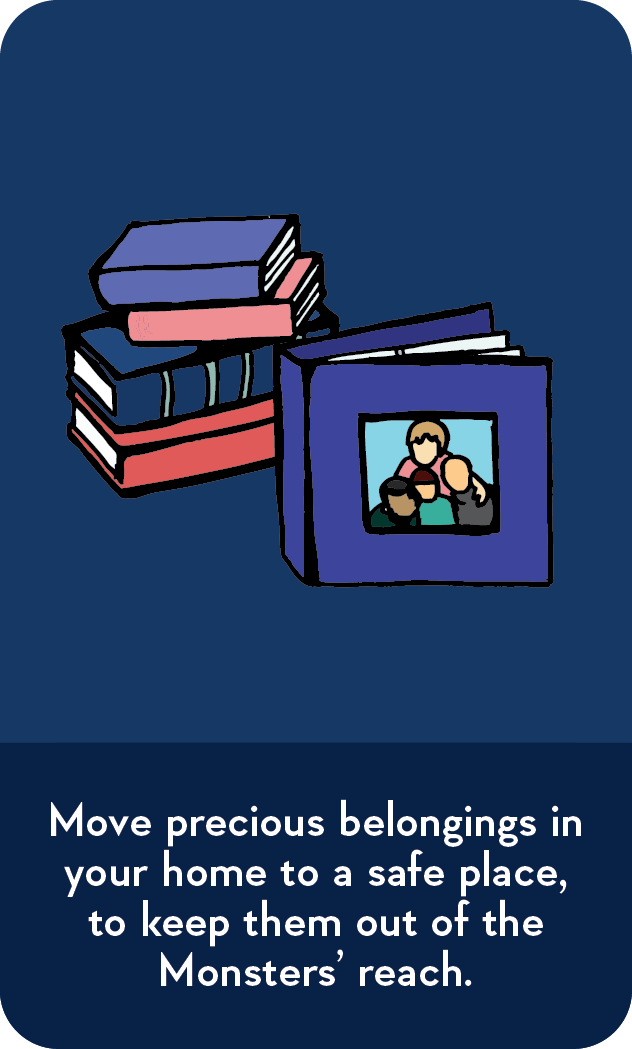 Move precious belongings in
your home to a safe place,
to keep them out of the
Monsters’ reach.